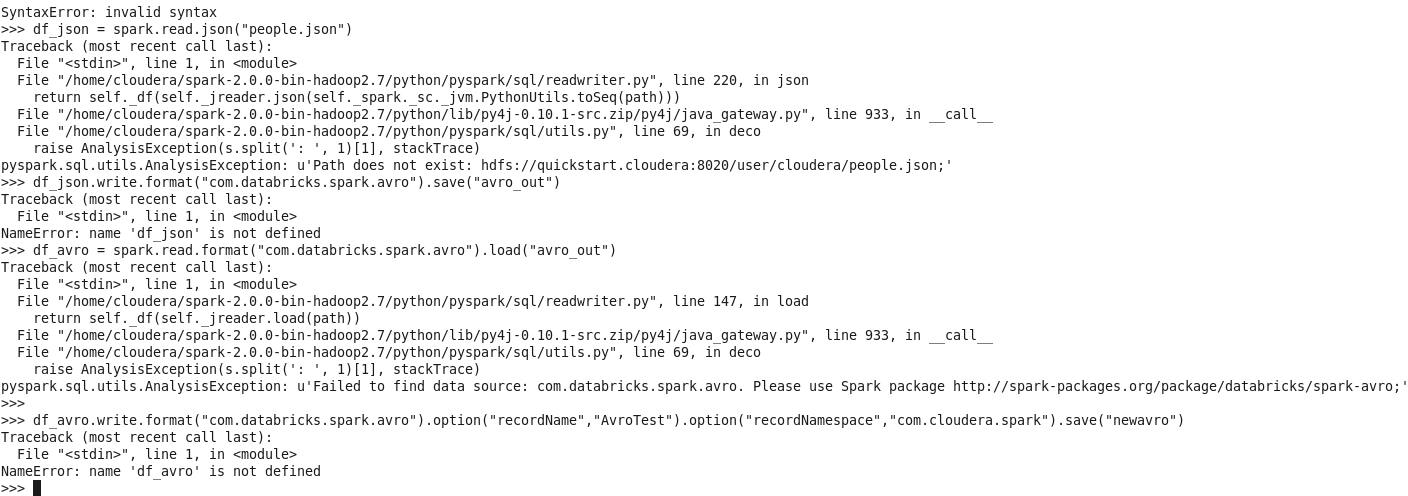 SyntaxError: invalid syntax
>>> df_json = spark.read.json("people.json")
Traceback (most recent call last):
  File "<stdin>", line 1, in <module>
  File "/home/cloudera/spark-2.0.0-bin-hadoop2.7/python/pyspark/sql/readwriter.py", line 220, in json
    return self._df(self._jreader.json(self._spark._sc._jvm.PythonUtils.toSeq(path)))
  File "/home/cloudera/spark-2.0.0-bin-hadoop2.7/python/lib/py4j-0.10.1-src.zip/py4j/java_gateway.py", line 933, in __call__
  File "/home/cloudera/spark-2.0.0-bin-hadoop2.7/python/pyspark/sql/utils.py", line 69, in deco
    raise AnalysisException(s.split(': ', 1)[1], stackTrace)
pyspark.sql.utils.AnalysisException: u'Path does not exist: hdfs://quickstart.cloudera:8020/user/cloudera/people.json;'
>>> df_json.write.format("com.databricks.spark.avro").save("avro_out")
Traceback (most recent call last):
  File "<stdin>", line 1, in <module>
NameError: name 'df_json' is not defined
>>> df_avro = spark.read.format("com.databricks.spark.avro").load("avro_out")
Traceback (most recent call last):
  File "<stdin>", line 1, in <module>
  File "/home/cloudera/spark-2.0.0-bin-hadoop2.7/python/pyspark/sql/readwriter.py", line 147, in load
    return self._df(self._jreader.load(path))
  File "/home/cloudera/spark-2.0.0-bin-hadoop2.7/python/lib/py4j-0.10.1-src.zip/py4j/java_gateway.py", line 933, in __call__
  File "/home/cloudera/spark-2.0.0-bin-hadoop2.7/python/pyspark/sql/utils.py", line 69, in deco
    raise AnalysisException(s.split(': ', 1)[1], stackTrace)
pyspark.sql.utils.AnalysisException: u'Failed to find data source: com.databricks.spark.avro. Please use Spark package http://spark-packages.org/package/databricks/spark-avro;'
>>>
>>> df_avro.write.format("com.databricks.spark.avro").option("recordName","AvroTest").option("recordNamespace","com.cloudera.spark").save("newavro")
Traceback (most recent call last):
  File "<stdin>", line 1, in <module>
NameError: name 'df_avro' is not defined
>>>